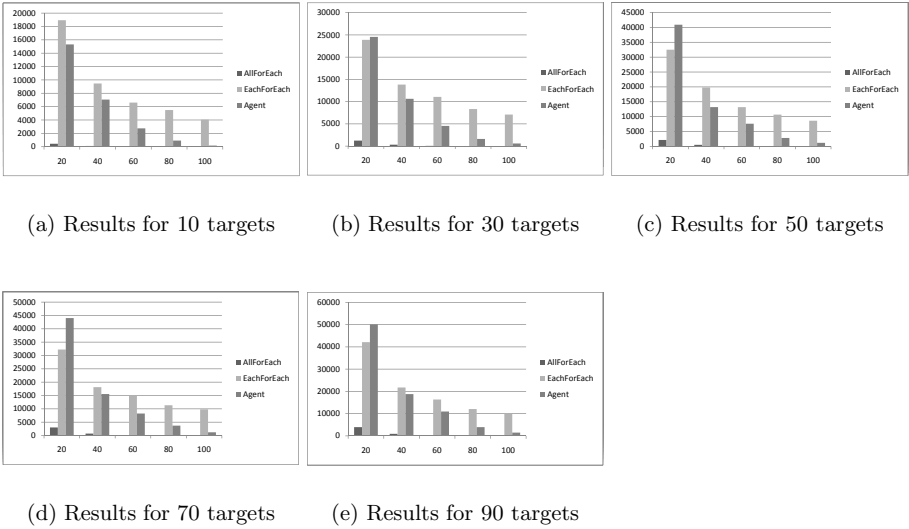 20000
18000
16000
14000
12000
10000
8000
6000
4000
2000
0
20 40 60 80 100
AllForEach
EachForEach
Agent
(a) Results for 10 targets
30000
25000
20000
15000
10000
5000
0
20 40 60 80 100
AllForEach
EachForEach
Agent
(b) Results for 30 targets
45000
40000
35000
30000
25000
20000
15000
10000
5000
0
20 40 60 80 100
AllForEach
EachForEach
Agent
(c) Results for 50 targets
50000
45000
40000
35000
30000
25000
20000
15000
10000
5000
0
20 40 60 80 100
AllForEach
EachForEach
Agent
(d) Results for 70 targets
60000
50000
40000
30000
20000
10000
0
20 40 60 80 100
AllForEach
EachForEach
Agent
(e) Results for 90 targets